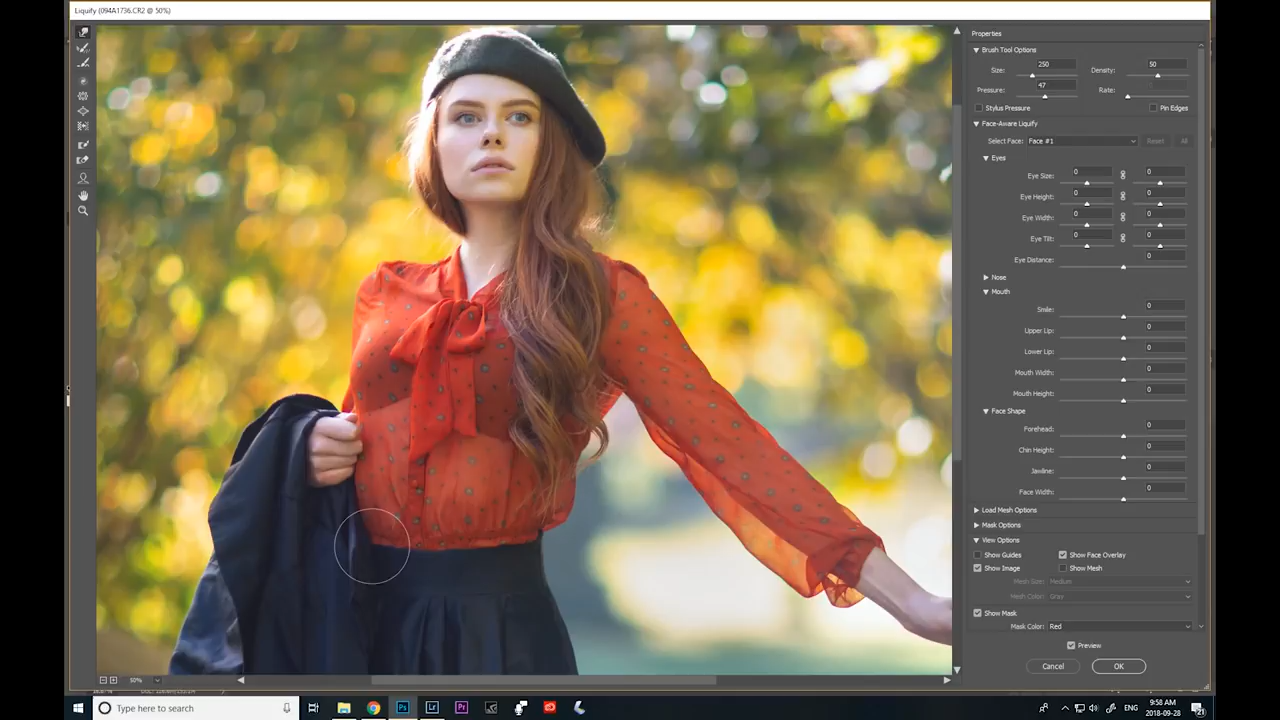 Liquify (094A1736.CR2 @ 50%)
Properties
Brush Tool Options
Size: 250 Density: 50
Pressure: 47 Rate:
Stylus Pressure Pin Edges
Face-Aware Liquify
Select Face: Face #1 Reset All
Eyes
Eye Size: 0 0
Eye Height: 0 0
Eye Width: 0 0
Eye Tilt: 0 0
Eye Distance: 0
Nose
Mouth
Smile: 0
Upper Lip: 0
Lower Lip: 0
Mouth Width: 0
Mouth Height: 0
Face Shape
Forehead: 0
Chin Height: 0
Jawline: 0
Face Width: 0
Load Mesh Options
Mask Options
View Options
Show Guides Show Face Overlay
Show Image Show Mesh
Mesh Size: Medium
Mesh Color: Gray
Show Mask
Mask Color: Red
Preview
Cancel OK
50%
Type here to search
Ps Lr Pr
9:58 AM
2018-09-28
21